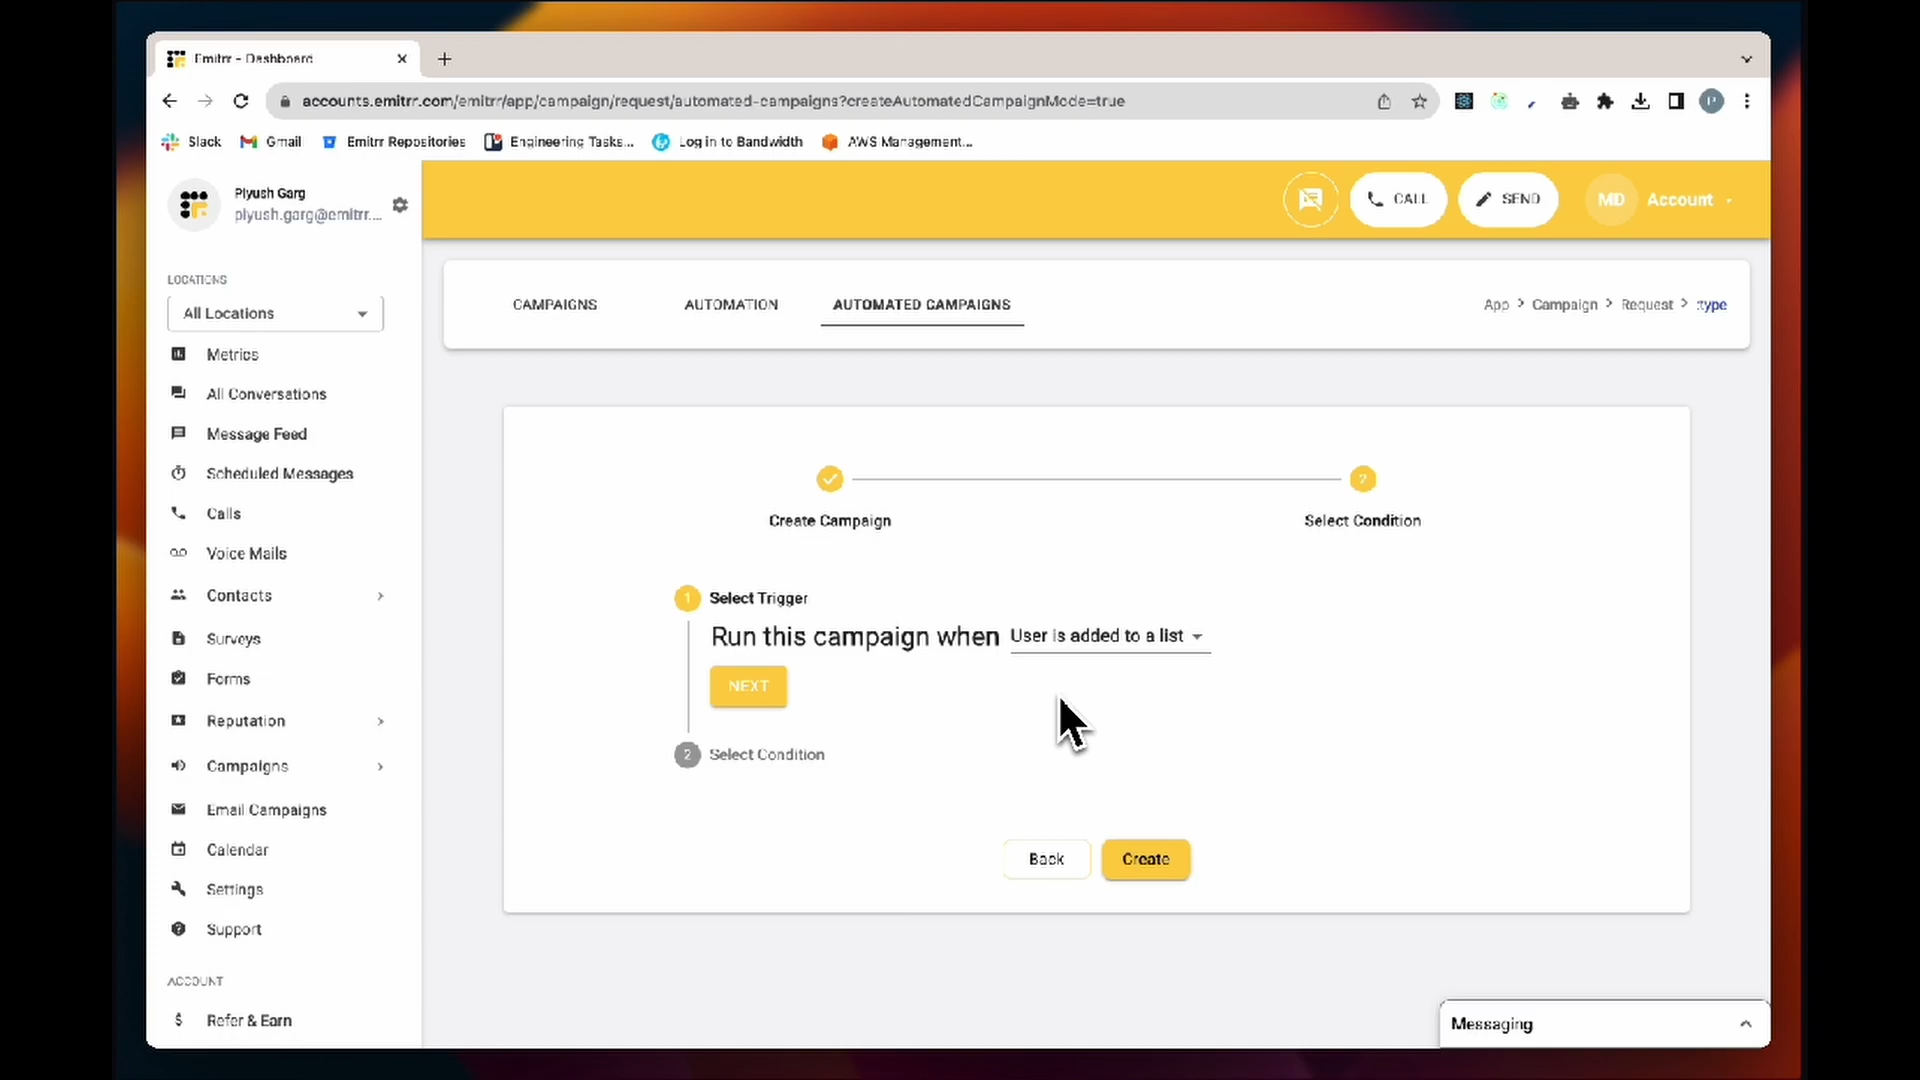 Emitrr - Dashboard
accounts.emitrr.com/emitrr/app/campaign/request/automated-campaigns?createAutomatedCampaignMode=true
P
Slack
Gmail
Emitrr Repositories
Engineering Tasks...
Log in to Bandwidth
AWS Management...
Piyush Garg
piyush.garg@emitrr....
CALL
SEND
MD
Account
LOCATIONS
All Locations
CAMPAIGNS
AUTOMATION
AUTOMATED CAMPAIGNS
App > Campaign > Request > :type
Metrics
All Conversations
Message Feed
Scheduled Messages
Calls
Voice Mails
Contacts
Surveys
Forms
Reputation
Campaigns
Email Campaigns
Calendar
Settings
Support
ACCOUNT
$ Refer & Earn
2
Create Campaign
Select Condition
1 Select Trigger
Run this campaign when User is added to a list
NEXT
2 Select Condition
Back
Create
Messaging